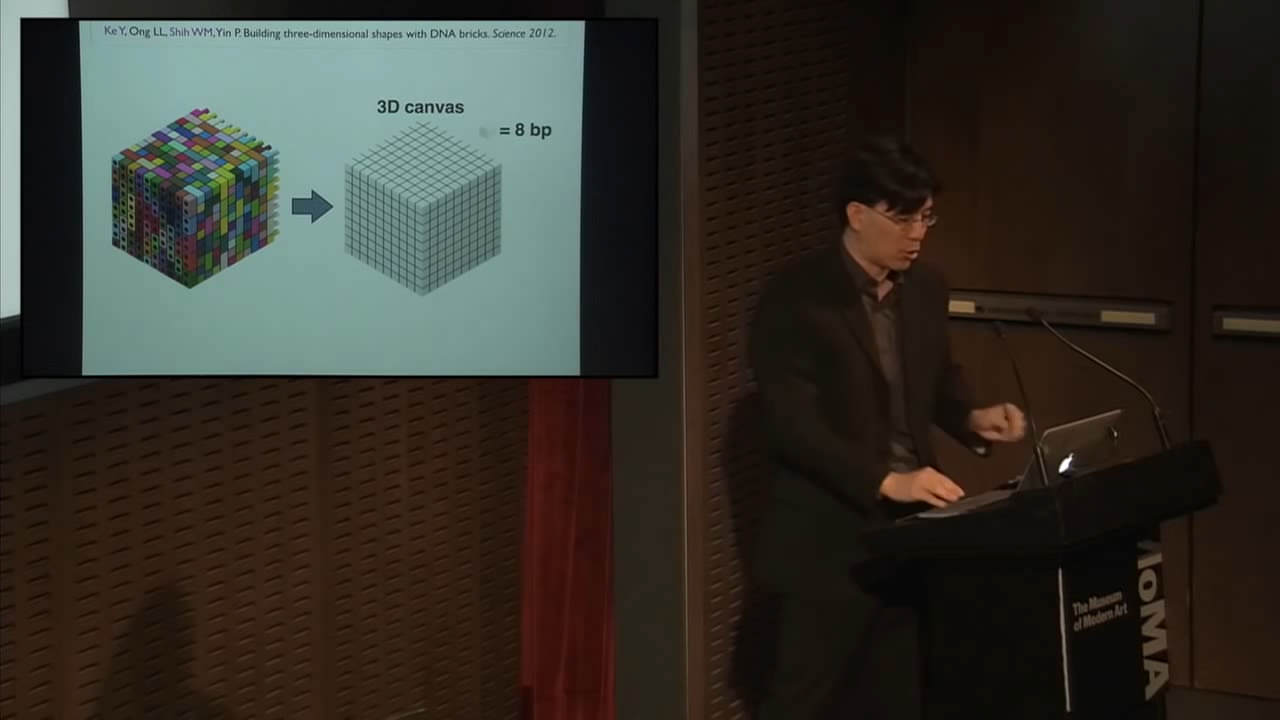 Ke Y, Ong LL, Shih WM, Yin P. Building three-dimensional shapes with DNA bricks. Science 2012.
3D canvas
= 8 bp
The Museum
of Modern Art
MoMA